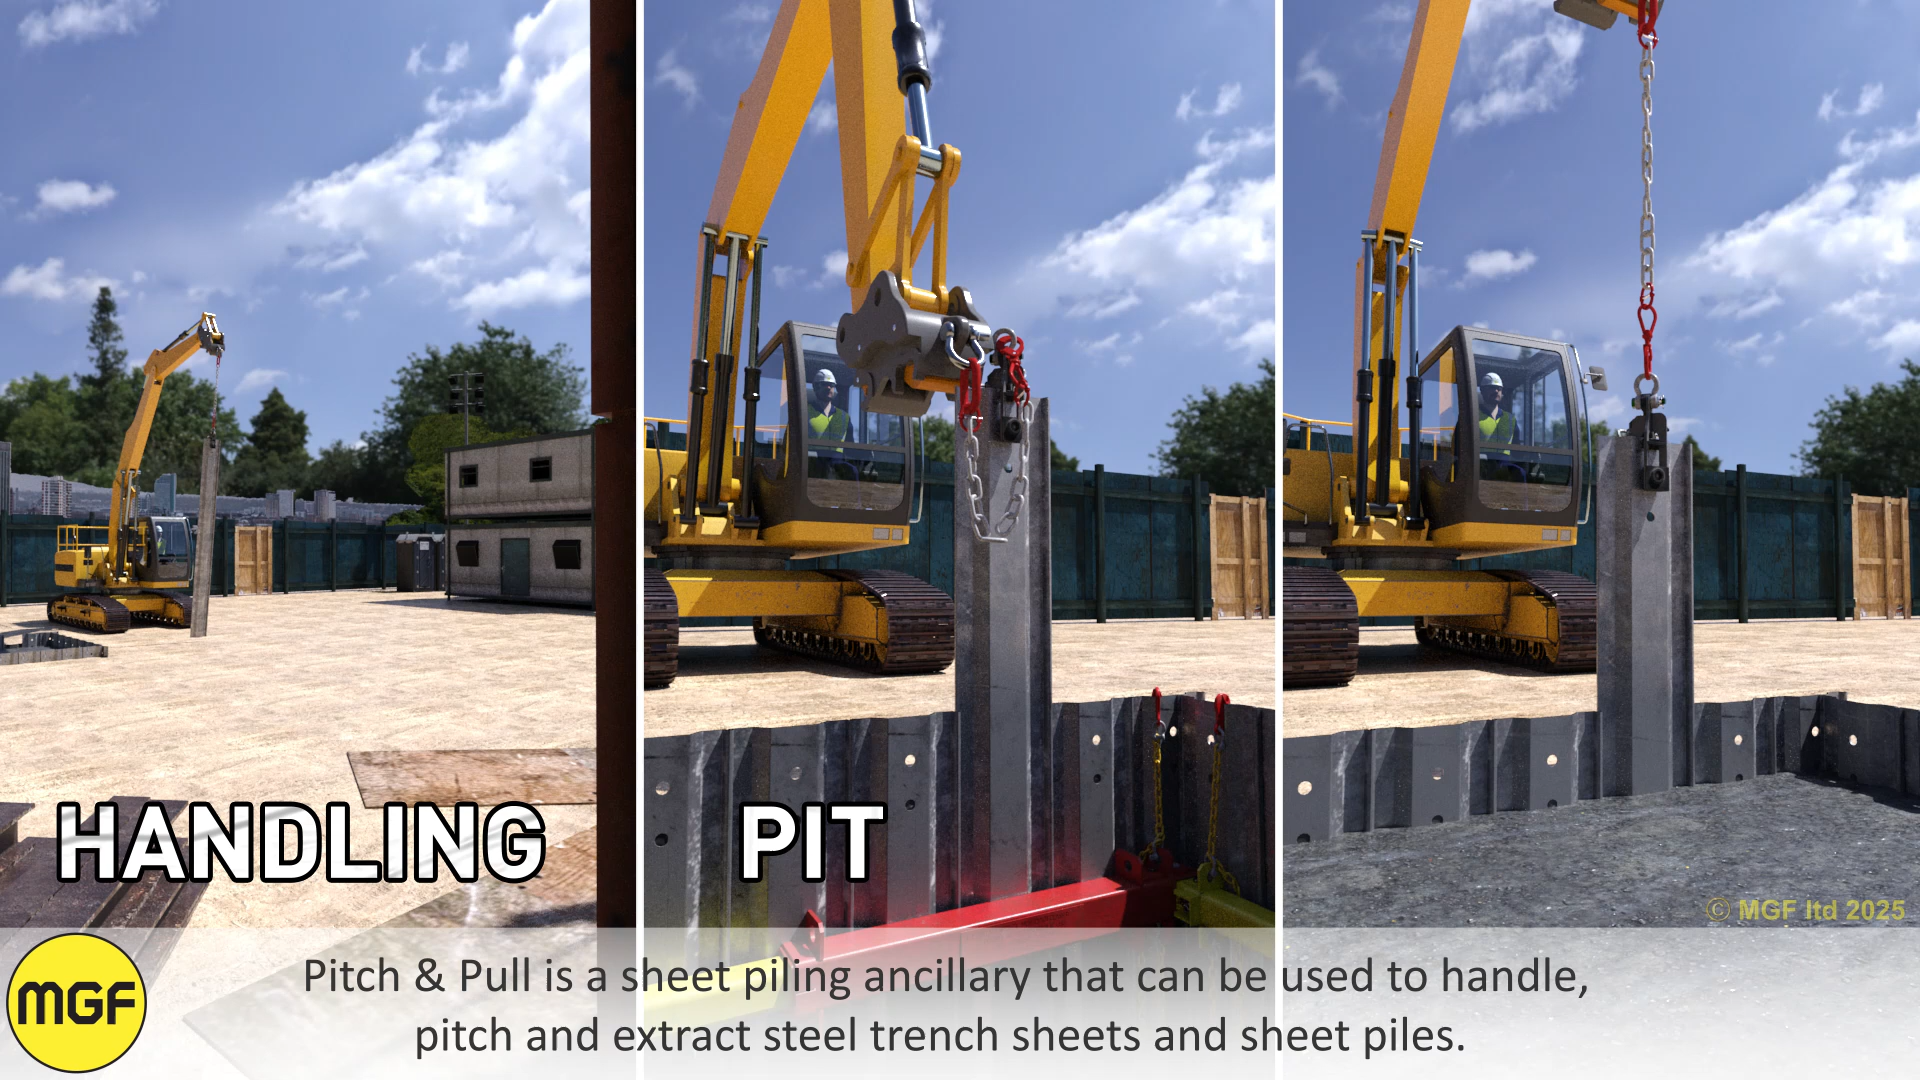 HANDLING
PIT
© MGF ltd 2025
MGF
Pitch & Pull is a sheet piling ancillary that can be used to handle,
pitch and extract steel trench sheets and sheet piles.